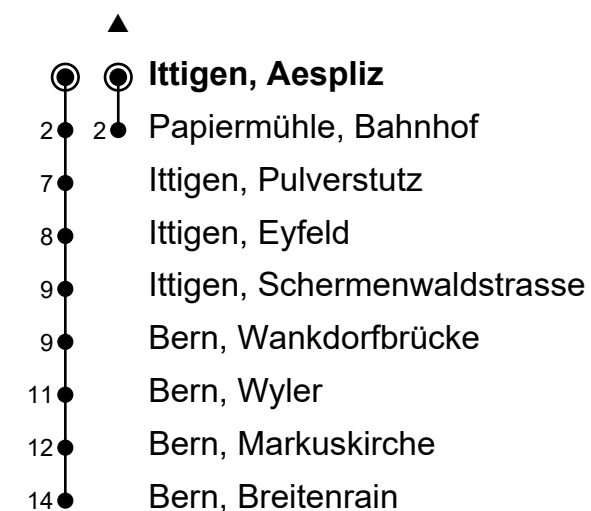 ▲
Ittigen, Aespliz
2 2 Papiermühle, Bahnhof
7 Ittigen, Pulverstutz
8 Ittigen, Eyfeld
9 Ittigen, Schermenwaldstrasse
9 Bern, Wankdorfbrücke
11 Bern, Wyler
12 Bern, Markuskirche
14 Bern, Breitenrain